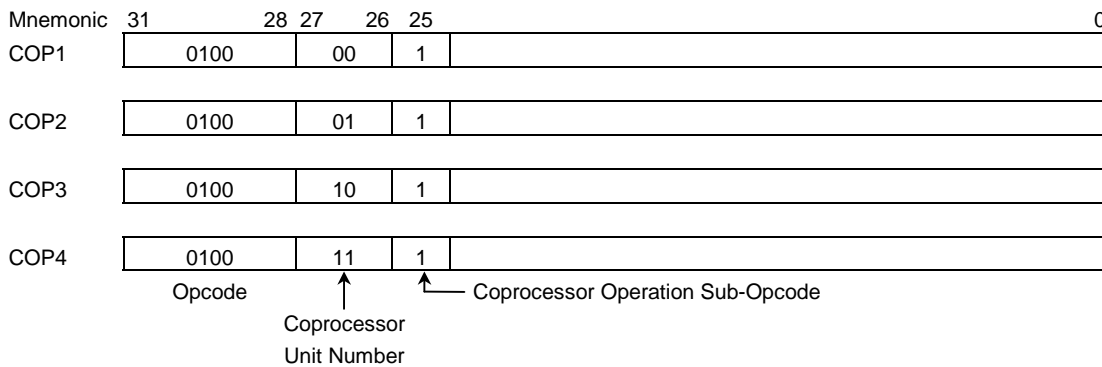 Mnemonic 31 28 27 26 25 0
COP1 0100 00 1
COP2 0100 01 1
COP3 0100 10 1
COP4 0100 11 1
Opcode Coprocessor Operation Sub-Opcode
Coprocessor
Unit Number